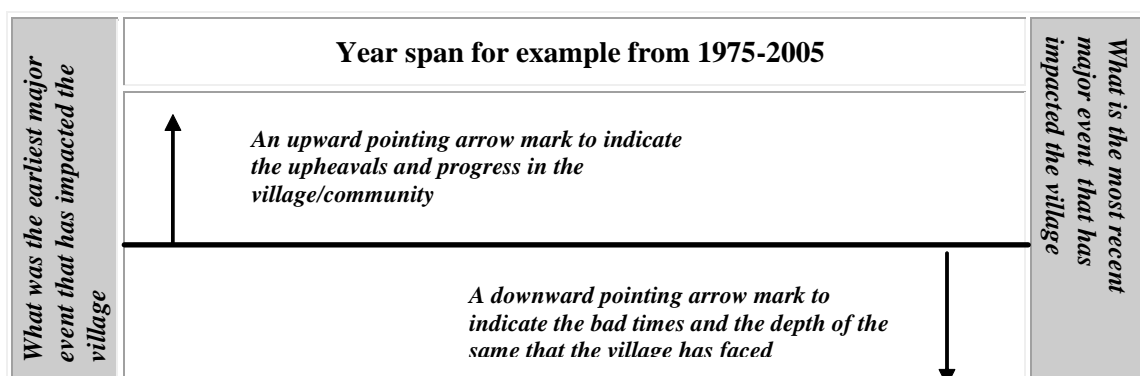 What was the earliest major
event that has impacted the
village
Year span for example from 1975-2005
An upward pointing arrow mark to indicate
the upheavals and progress in the
village/community
A downward pointing arrow mark to
indicate the bad times and the depth of the
same that the village has faced
What is the most recent
major event that has
impacted the village